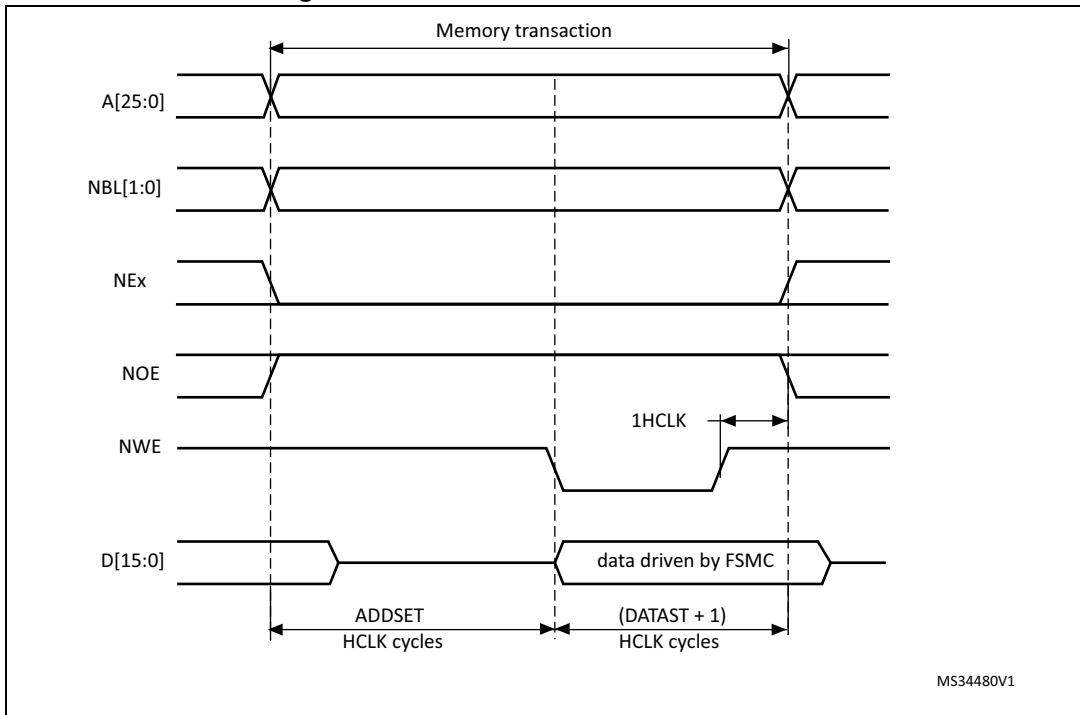 Memory transaction
A[25:0]
NBL[1:0]
NEx
NOE
1HCLK
NWE
D[15:0]
data driven by FSMC
ADDSET
HCLK cycles
(DATAST + 1)
HCLK cycles
MS34480V1